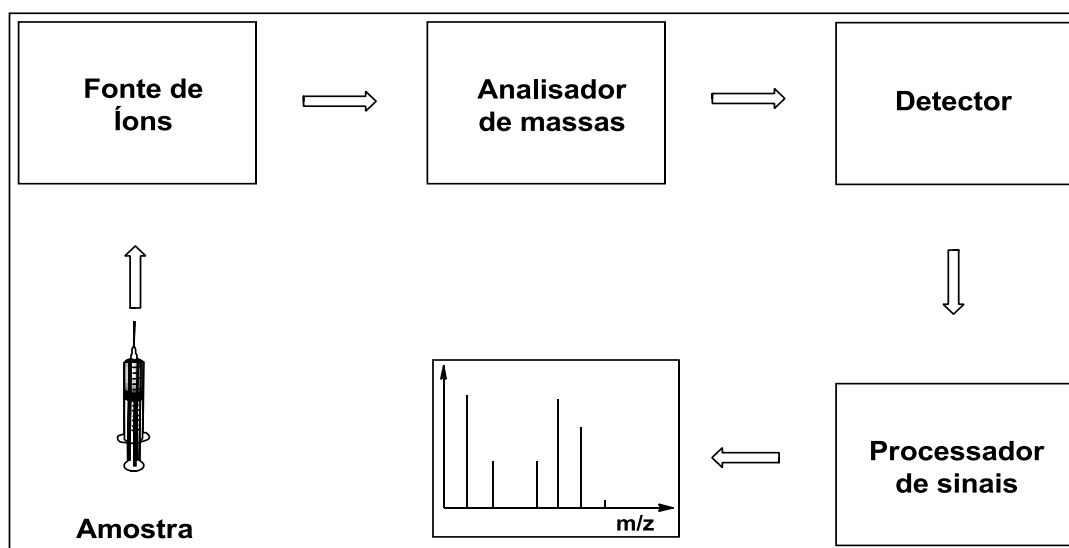 Fonte de
Íons
Analisador
de massas
Detector
Processador
de sinais
m/z
Amostra